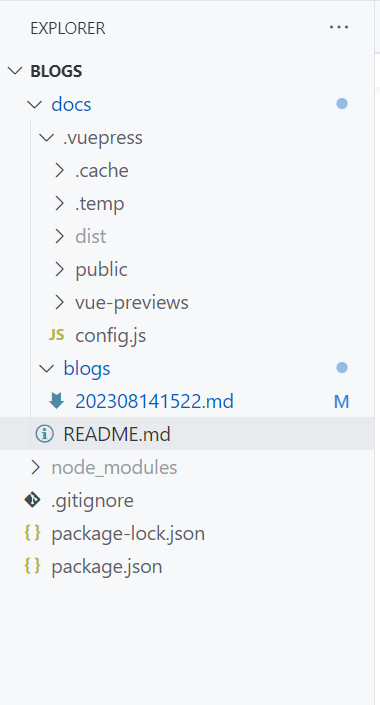 EXPLORER ...
BLOGS
docs
.vuepress
.cache
.temp
dist
public
vue-previews
JS config.js
blogs
202308141522.md M
README.md
node_modules
.gitignore
{} package-lock.json
{} package.json